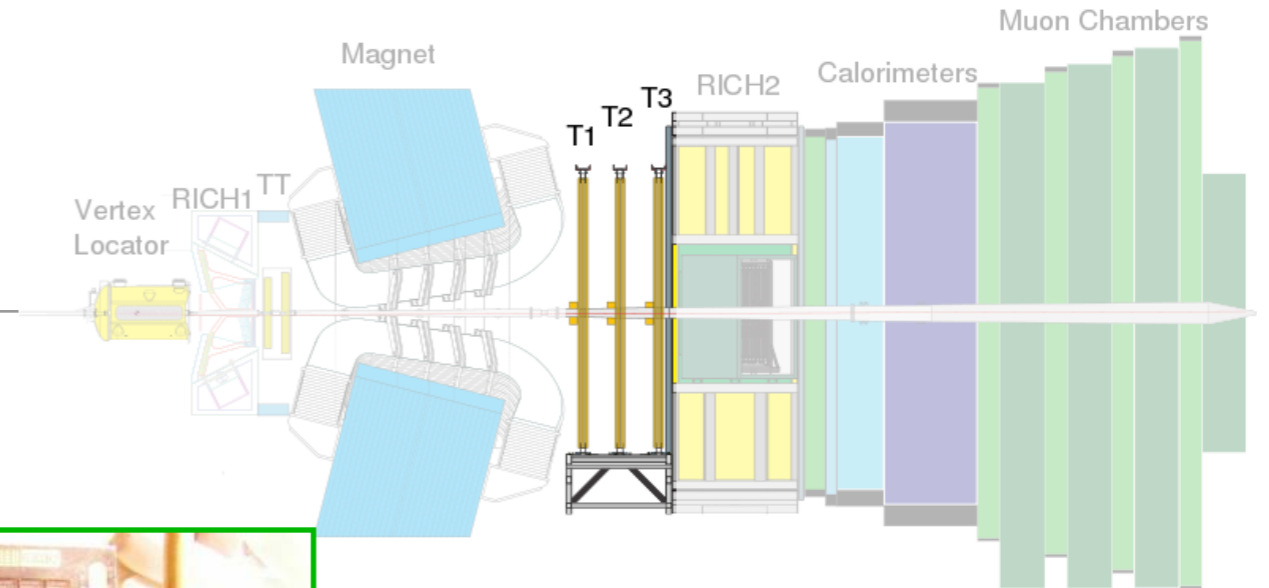 Muon Chambers
Magnet
Calorimeters
RICH2
T3
T2
T1
RICH1
TT
Vertex
Locator